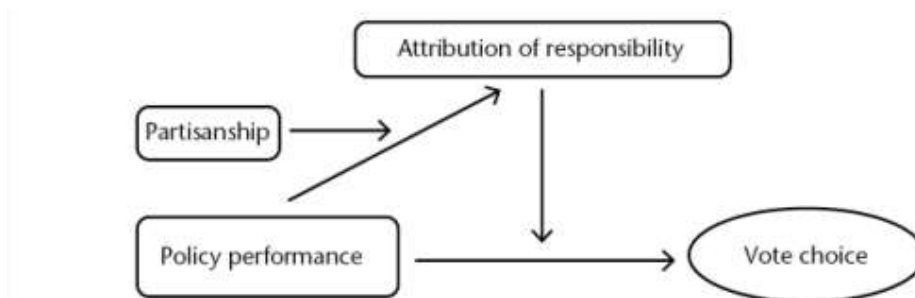 Attribution of responsibility
Partisanship
Policy performance
Vote choice